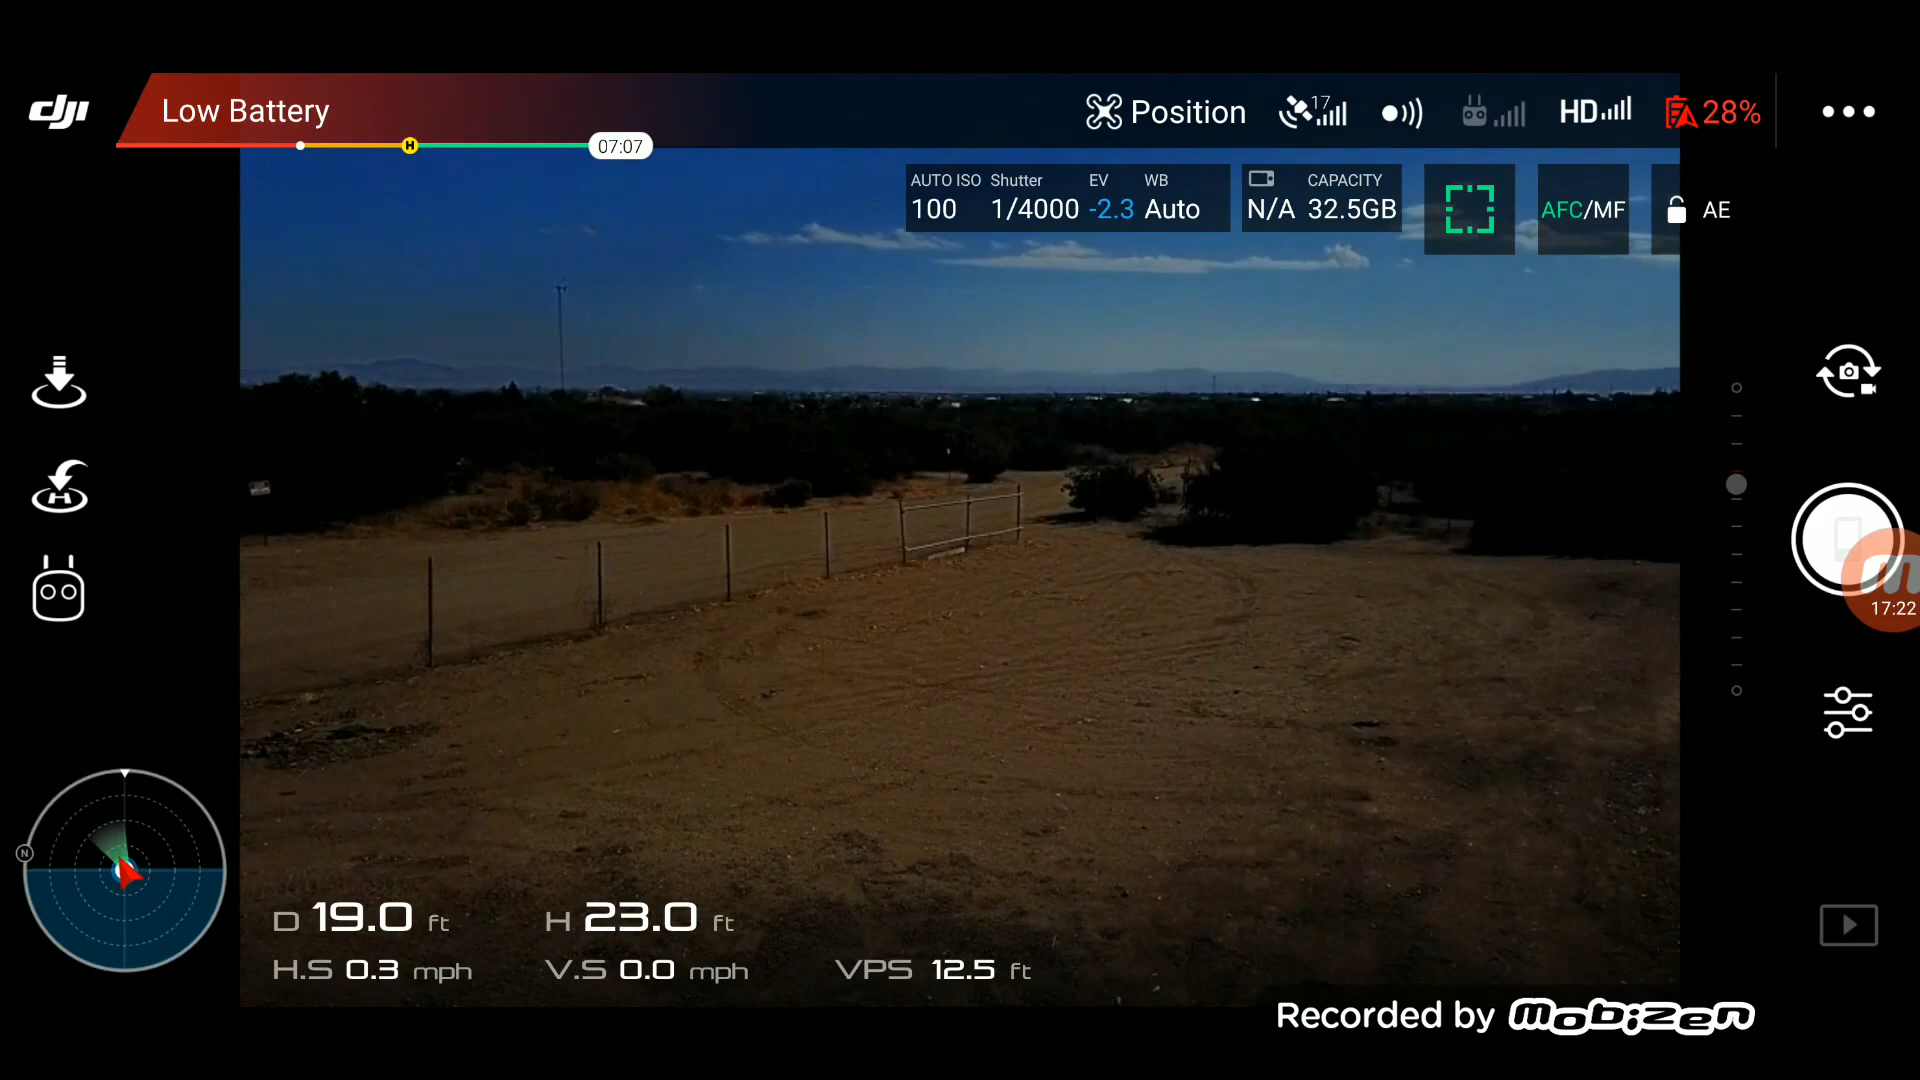 dji
Low Battery
H
07:07
Position
17
HD
28%
AUTO ISO
100
Shutter
1/4000
EV
-2.3
WB
Auto
N/A
CAPACITY
32.5GB
AFC/MF
AE
H
17:22
N
D 19.0 ft
H 23.0 ft
H.S 0.3 mph
V.S 0.0 mph
VPS 12.5 ft
Recorded by mobizen